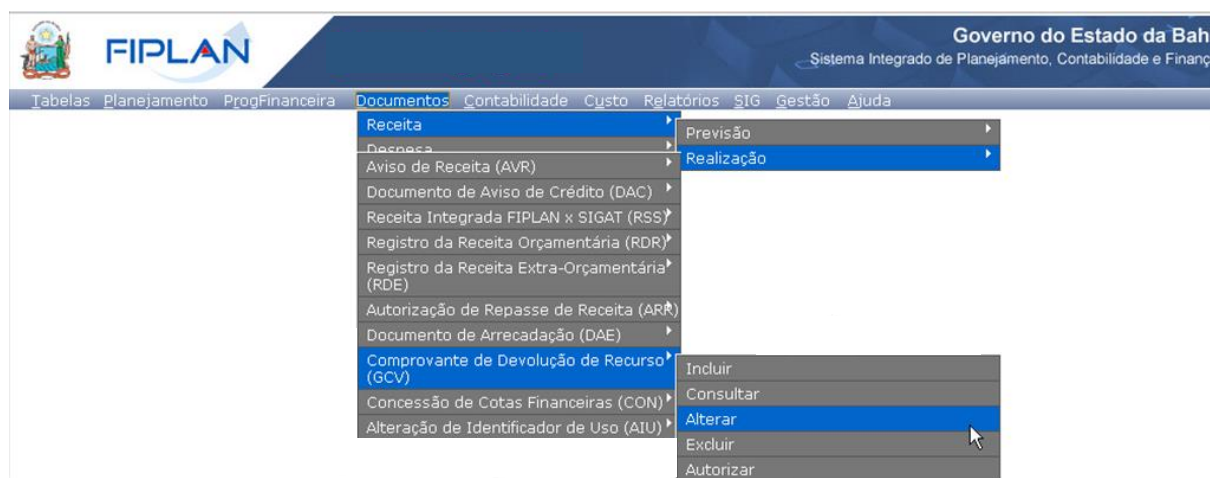 FIPLAN
Governo do Estado da Bah
Sistema Integrado de Planejamento, Contabilidade e Finanç
Tabelas Planejamento ProgFinanceira Documentos Contabilidade Custo Relatórios SIG Gestão Ajuda
Receita
Previsão
Despesa
Realização
Aviso de Receita (AVR)
Documento de Aviso de Crédito (DAC)
Receita Integrada FIPLAN x SIGAT (RSS)
Registro da Receita Orçamentária (RDR)
Registro da Receita Extra-Orçamentária
(RDE)
Autorização de Repasse de Receita (ARR)
Documento de Arrecadação (DAE)
Comprovante de Devolução de Recurso
(GCV)
Incluir
Consultar
Concessão de Cotas Financeiras (CON)
Alterar
Alteração de Identificador de Uso (AIU)
Excluir
Autorizar